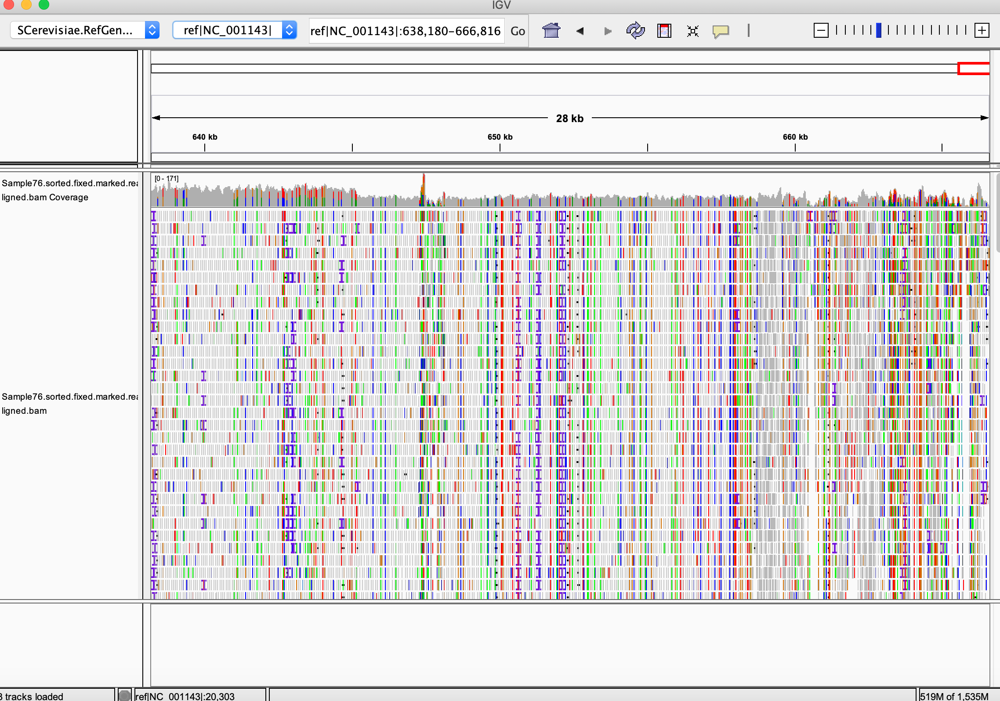 IGV
SCerevisiae.RefGen...
ref|NC_001143|
ref|NC_001143|:638,180-666,816
Go
28 kb
640 kb
650 kb
660 kb
[0 - 171]
Sample76.sorted.fixed.marked.rea
ligned.bam Coverage
Sample76.sorted.fixed.marked.rea
ligned.bam
3 tracks loaded
ref|NC_001143|:20,303
519M of 1,535M